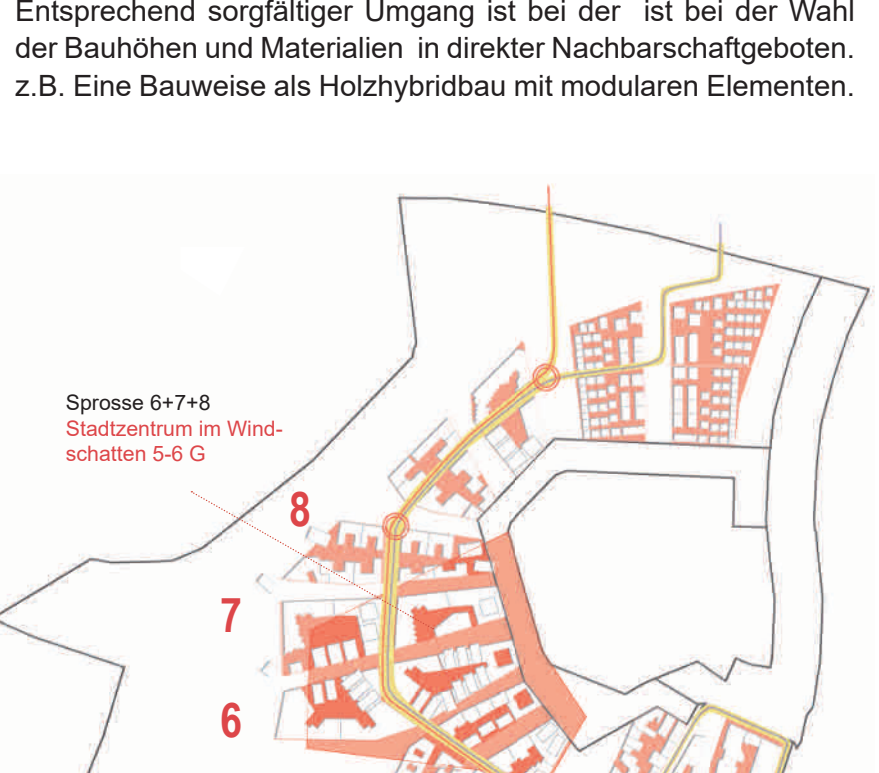 Entsprechend sorgfältiger Umgang ist bei der ist bei der Wahl
der Bauhöhen und Materialien in direkter Nachbarschaftgeboten.
z.B. Eine Bauweise als Holzhybridbau mit modularen Elementen.
Sprosse 6+7+8
Stadtzentrum im Wind-
schatten 5-6 G
8
7
6